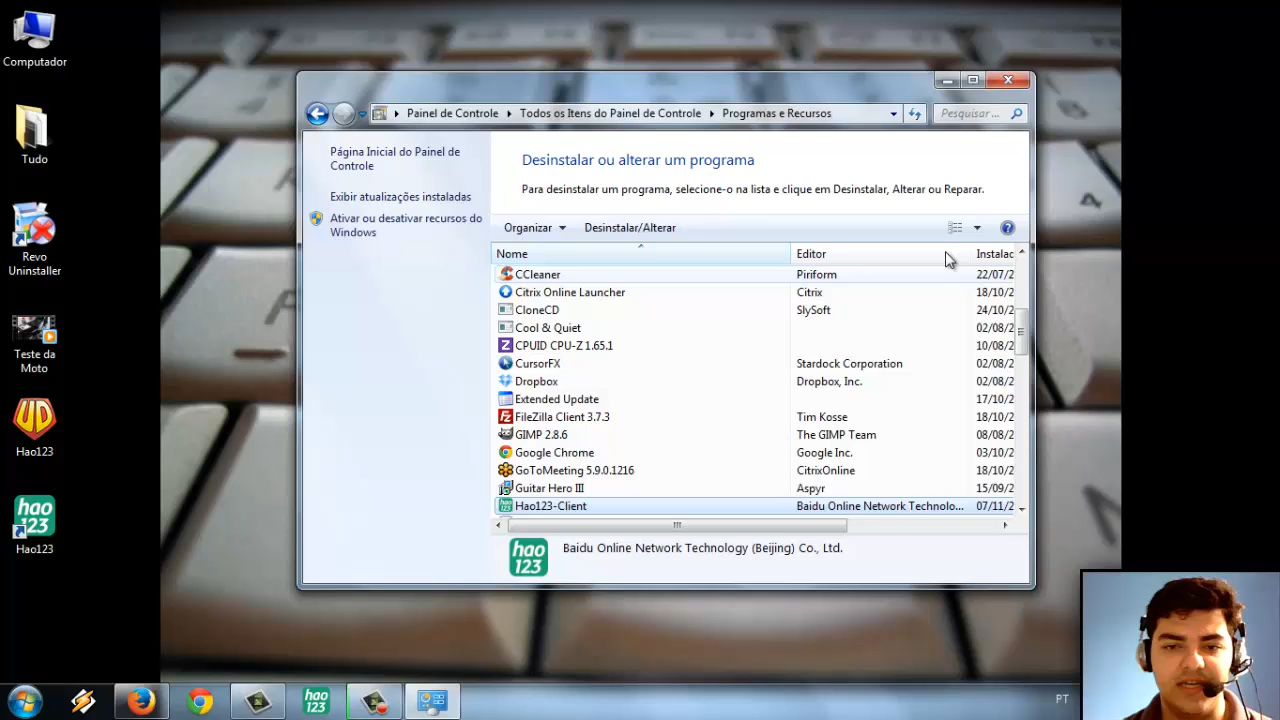 Computador
Tudo
Revo
Uninstaller
Teste da
Moto
UD
Hao123
hao
123
Hao123
Painel de Controle
Todos os Itens do Painel de Controle
Programas e Recursos
Pesquisar ...
Página Inicial do Painel de
Controle
Exibir atualizações instaladas
Ativar ou desativar recursos do
Windows
Desinstalar ou alterar um programa
Para desinstalar um programa, selecione-o na lista e clique em Desinstalar, Alterar ou Reparar.
Organizar Desinstalar/Alterar
Nome Editor Instalac
CCleaner Piriform 22/07/2
Citrix Online Launcher Citrix 18/10/2
CloneCD SlySoft 24/10/2
Cool & Quiet 02/08/2
CPUID CPU-Z 1.65.1 10/08/2
CursorFX Stardock Corporation 02/08/2
Dropbox Dropbox, Inc. 02/08/2
Extended Update 17/10/2
FileZilla Client 3.7.3 Tim Kosse 18/10/2
GIMP 2.8.6 The GIMP Team 08/08/2
Google Chrome Google Inc. 03/10/2
GoToMeeting 5.9.0.1216 CitrixOnline 18/10/2
Guitar Hero III Aspyr 15/09/2
Hao123-Client Baidu Online Network Technolo... 07/11/2
hao
123
Baidu Online Network Technology (Beijing) Co., Ltd.
hao
123
PT